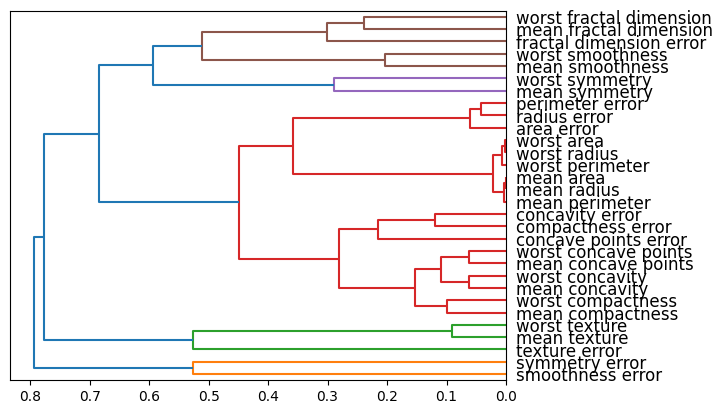 worst fractal dimension
mean fractal dimension
fractal dimension error
worst smoothness
mean smoothness
worst symmetry
mean symmetry
perimeter error
radius error
area error
worst area
worst radius
worst perimeter
mean area
mean radius
mean perimeter
concavity error
compactness error
concave points error
worst concave points
mean concave points
worst concavity
mean concavity
worst compactness
mean compactness
worst texture
mean texture
texture error
symmetry error
smoothness error
0.8 0.7 0.6 0.5 0.4 0.3 0.2 0.1 0.0